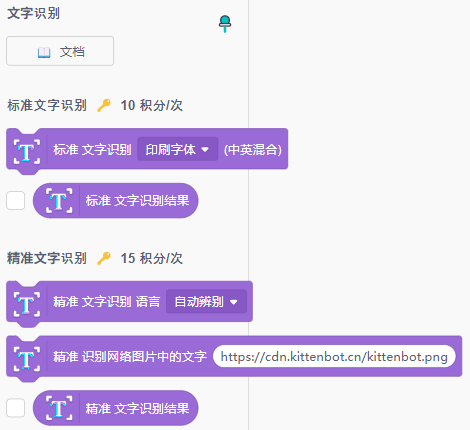 文字识别
文档
标准文字识别 10 积分/次
标准 文字识别 印刷字体 (中英混合)
标准 文字识别结果
精准文字识别 15 积分/次
精准 文字识别 语言 自动辨别
精准 识别网络图片中的文字 https://cdn.kittenbot.cn/kittenbot.png
精准 文字识别结果